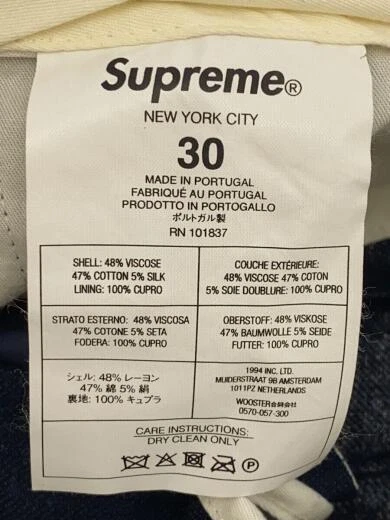 Supreme®
NEW YORK CITY
30
MADE IN PORTUGAL
FABRIQUÉ AU PORTUGAL
PRODOTTO IN PORTOGALLO
ポルトガル製
RN 101837
SHELL: 48% VISCOSE
47% COTTON 5% SILK
LINING: 100% CUPRO
COUCHE EXTÉRIEURE:
48% VISCOSE 47% COTON
5% SOIE DOUBLURE: 100% CUPRO
STRATO ESTERNO: 48% VISCOSA
47% COTONE 5% SETA
FODERA: 100% CUPRO
OBERSTOFF: 48% VISKOSE
47% BAUMWOLLE 5% SEIDE
FUTTER: 100% CUPRO
シェル: 48% レーヨン
47% 綿 5% 絹
裏地: 100% キュプラ
1994 INC. LTD.
MUIDERSTRAAT 9B AMSTERDAM
1011PZ NETHERLANDS
WOOSTER合同会社
0570-057-300
CARE INSTRUCTIONS:
DRY CLEAN ONLY
P